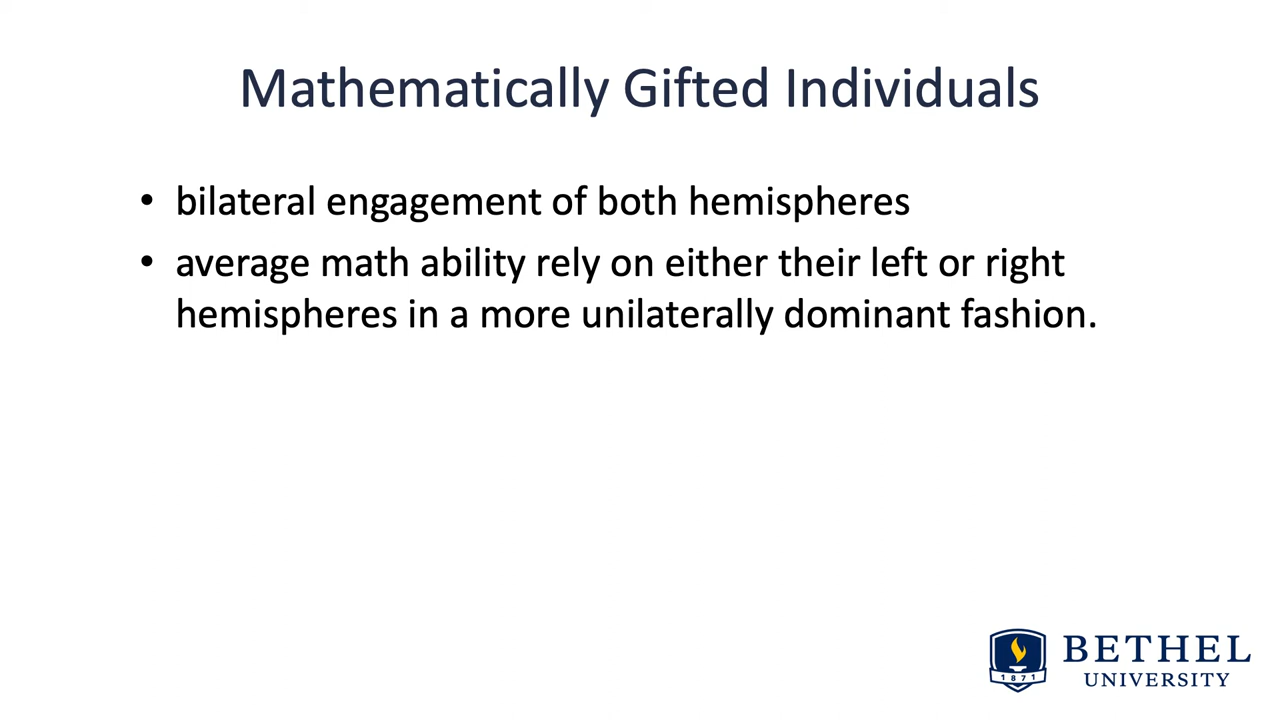 Mathematically Gifted Individuals
• bilateral engagement of both hemispheres
• average math ability rely on either their left or right
hemispheres in a more unilaterally dominant fashion.
1871
BETHEL
UNIVERSITY